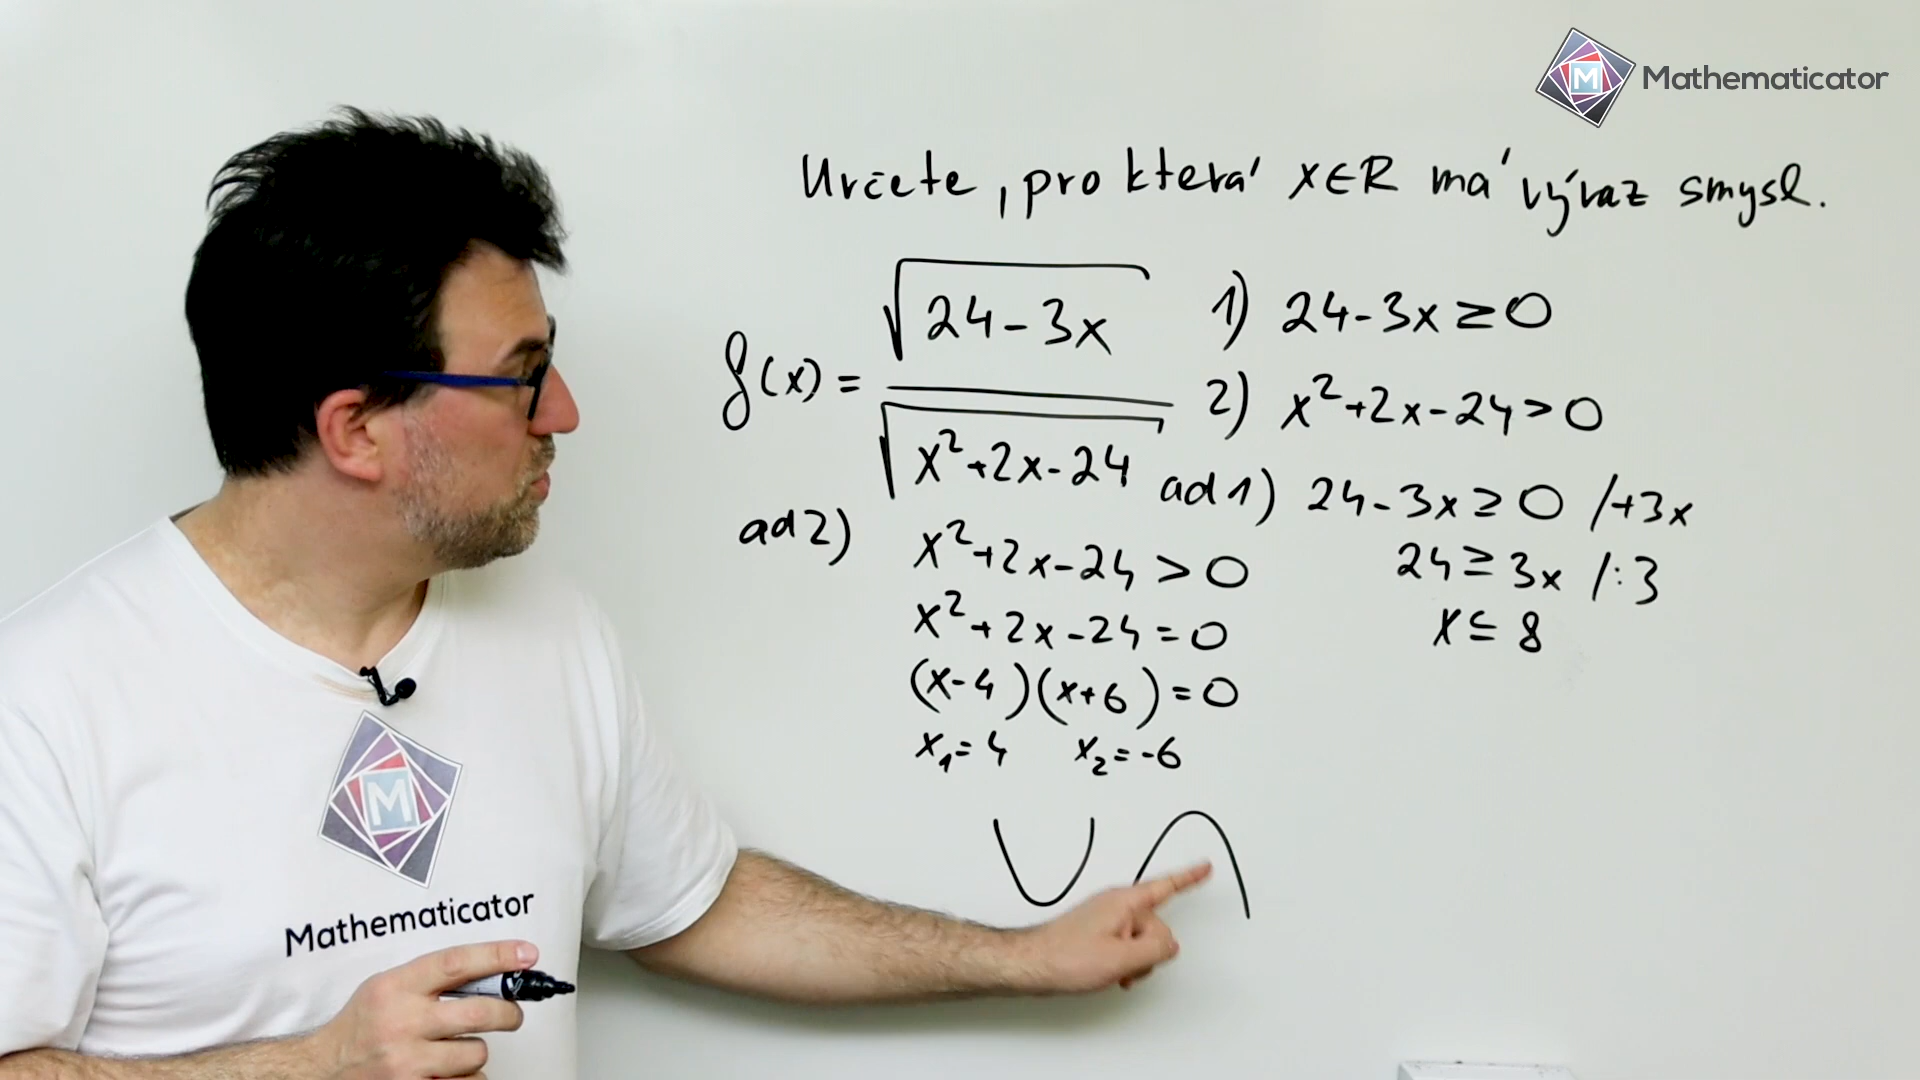 Mathematicator
Určete, pro která x∈R má výraz smysl.
f(x) = √(24-3x) / √(x²+2x-24)
1) 24-3x ≥ 0
2) x²+2x-24 > 0
ad 1) 24-3x ≥ 0 /+3x
24 ≥ 3x /:3
x ≤ 8
ad 2) x²+2x-24 > 0
x²+2x-24 = 0
(x-4)(x+6) = 0
x₁ = 4 x₂ = -6
M
Mathematicator